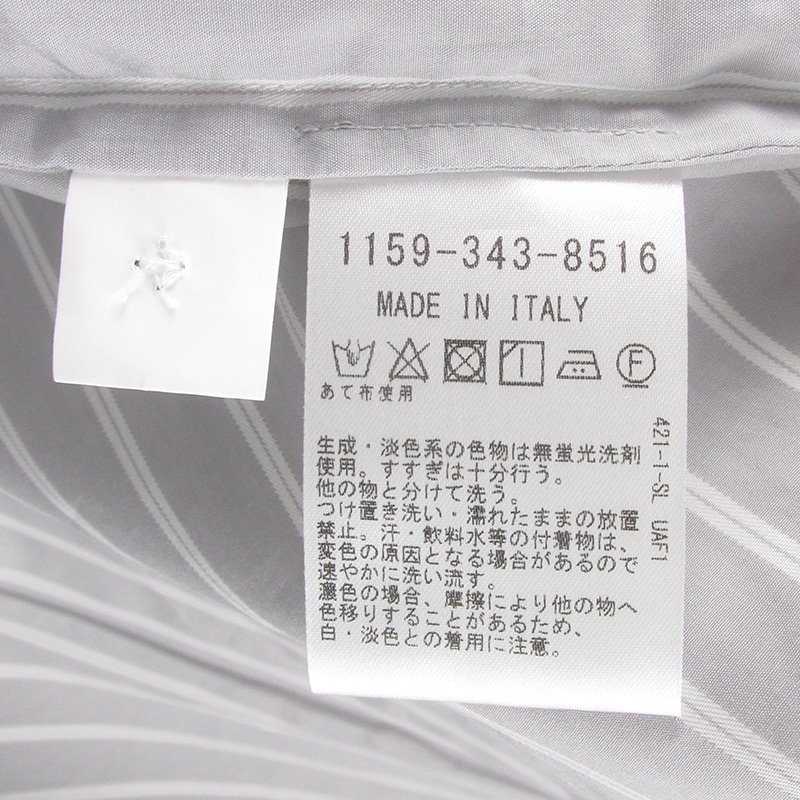 1159-343-8516
MADE IN ITALY
F
あて布使用
生成・淡色系の色物は無蛍光洗剤
使用。すすぎは十分行う。
他の物と分けて洗う。
つけ置き洗い・濡れたままの放置
禁止。汗・飲料水等の付着物は、
変色の原因となる場合があるので
速やかに洗い流す。
濃色の場合、摩擦により他の物へ
色移りすることがあるため、
白・淡色との着用に注意。
421-1-SL UAF1